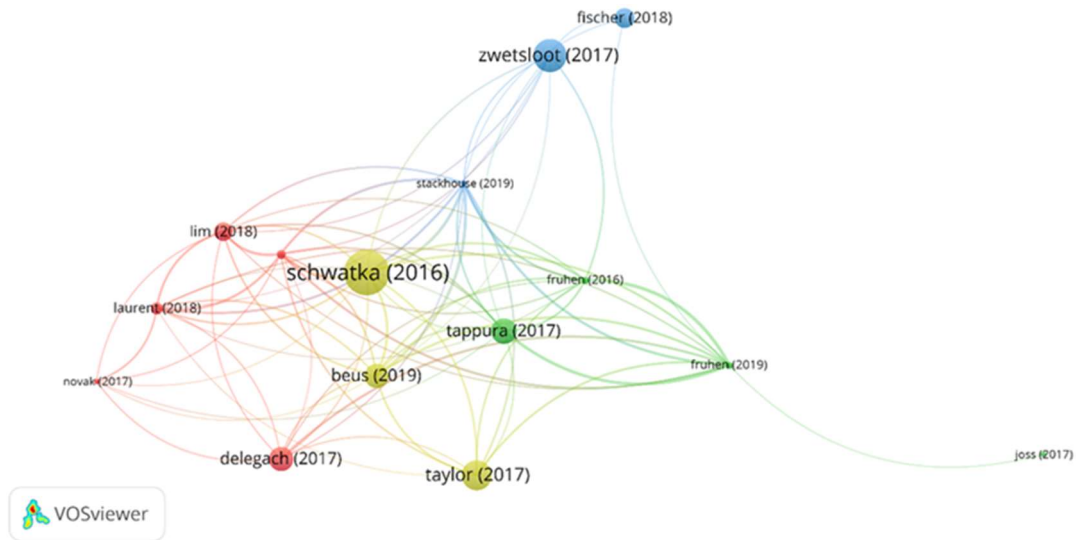 fischer (2018)
zwetsloot (2017)
stackhouse (2019)
lim (2018)
schwatka (2016)
fruhen (2016)
laurent (2018)
tappura (2017)
fruhen (2019)
beus (2019)
novak (2017)
delegach (2017)
joss (2017)
taylor (2017)
VOSviewer